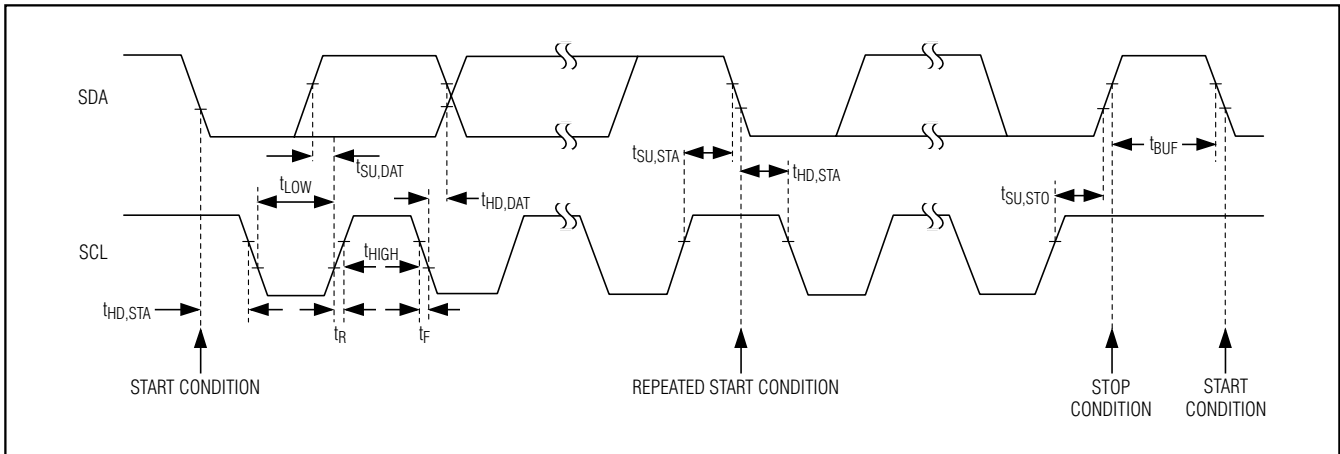 SDA
tSU,DAT
tLOW
tHD,DAT
tSU,STA
tHD,STA
tBUF
tSU,STO
SCL
tHIGH
tHD,STA
tR
tF
START CONDITION
REPEATED START CONDITION
STOP
CONDITION
START
CONDITION